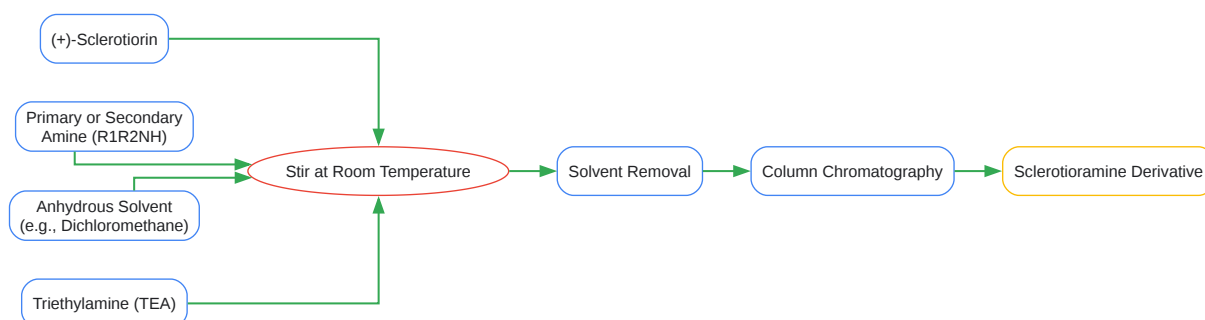 (+)-Sclerotiorin
Primary or Secondary
Amine (R1R2NH)
Anhydrous Solvent
(e.g., Dichloromethane)
Triethylamine (TEA)
Stir at Room Temperature
Solvent Removal
Column Chromatography
Sclerotioramine Derivative